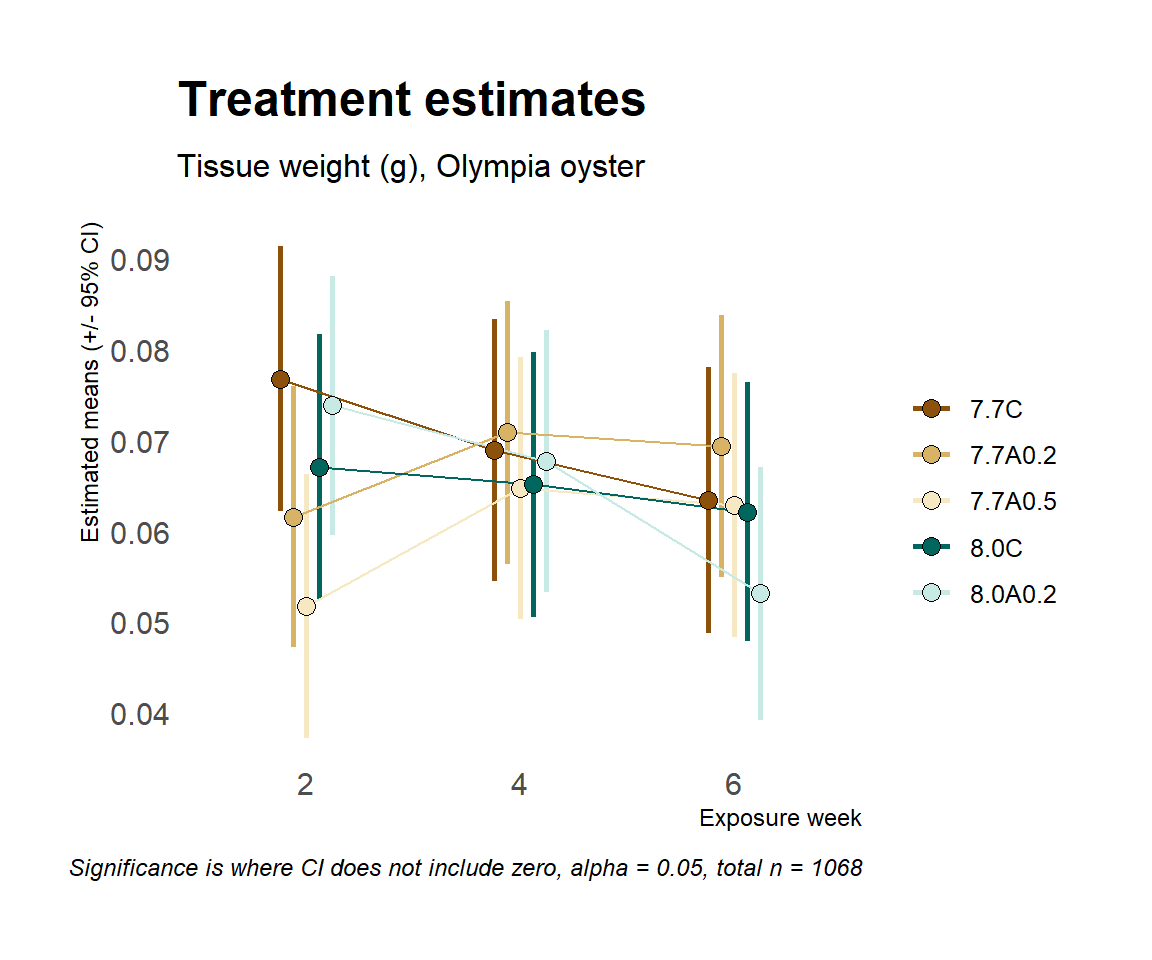 Treatment estimates
Tissue weight (g), Olympia oyster
Estimated means (+/- 95% CI)
0.09
0.08
0.07
0.06
0.05
0.04
2 4 6
Exposure week
7.7C
7.7A0.2
7.7A0.5
8.0C
8.0A0.2
Significance is where CI does not include zero, alpha = 0.05, total n = 1068